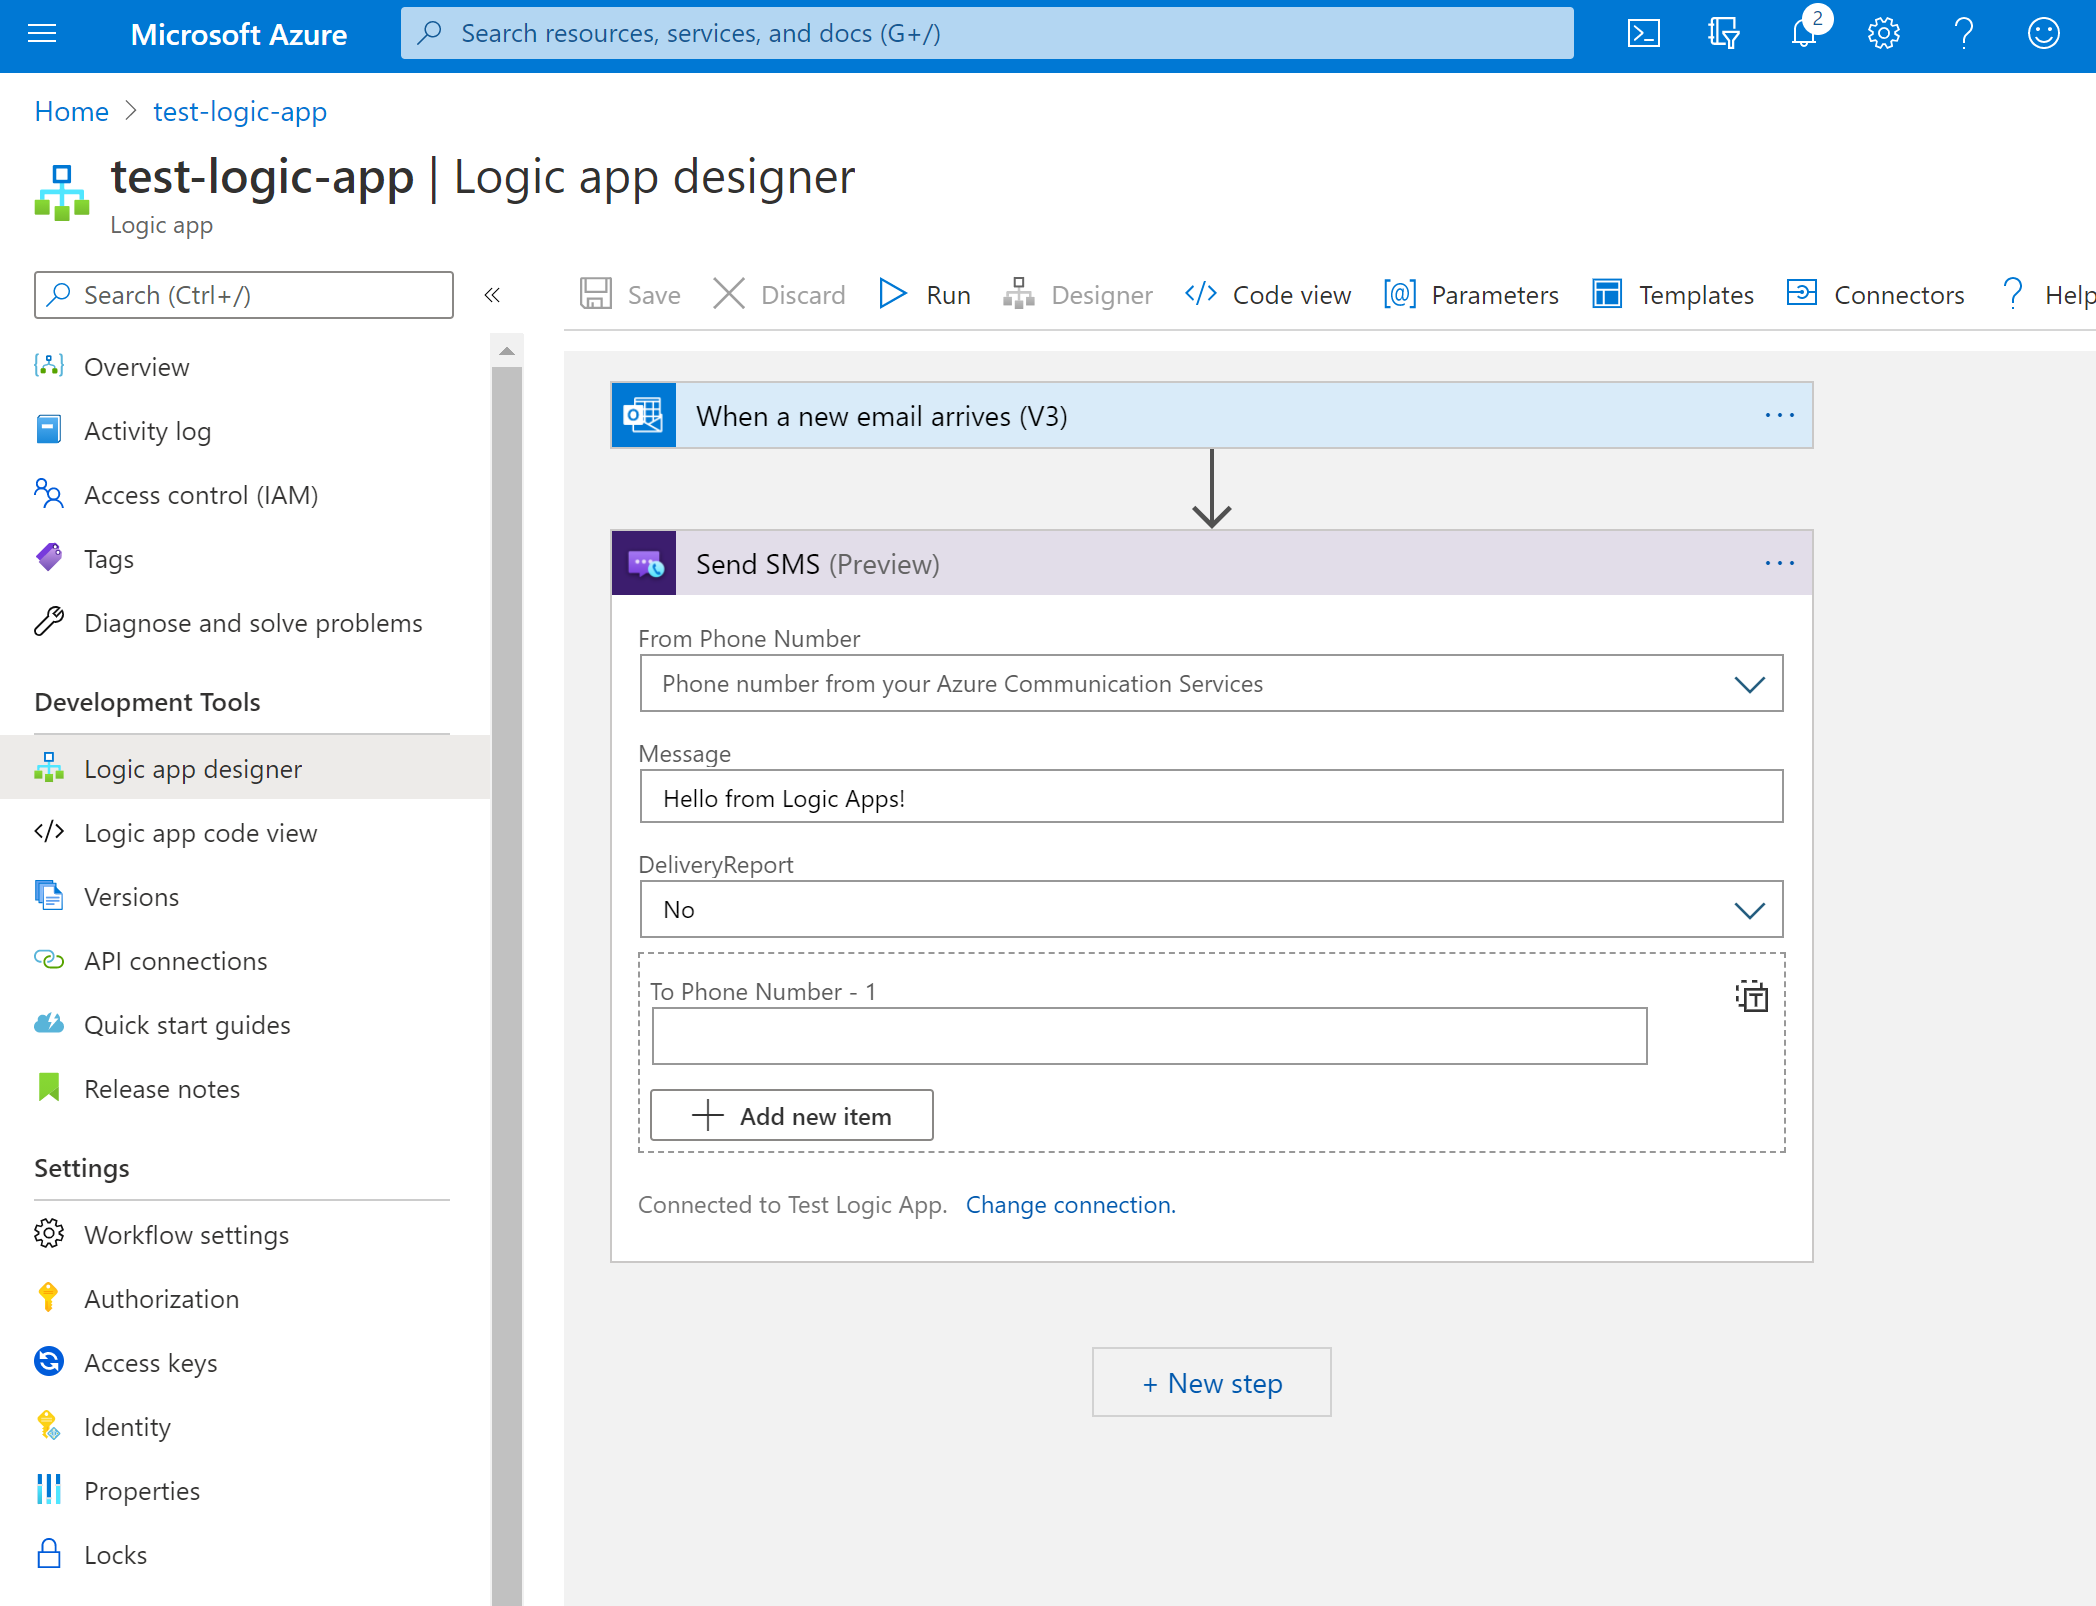 Microsoft Azure
Search resources, services, and docs (G+/)
2
Home > test-logic-app
test-logic-app | Logic app designer
Logic app
Search (Ctrl+/)
«
Save
Discard
Run
Designer
Code view
Parameters
Templates
Connectors
Help
Overview
Activity log
Access control (IAM)
Tags
Diagnose and solve problems
Development Tools
Logic app designer
Logic app code view
Versions
API connections
Quick start guides
Release notes
Settings
Workflow settings
Authorization
Access keys
Identity
Properties
Locks
When a new email arrives (V3)
...
Send SMS (Preview)
...
From Phone Number
Phone number from your Azure Communication Services
Message
Hello from Logic Apps!
DeliveryReport
No
To Phone Number - 1
Add new item
Connected to Test Logic App. Change connection.
+ New step